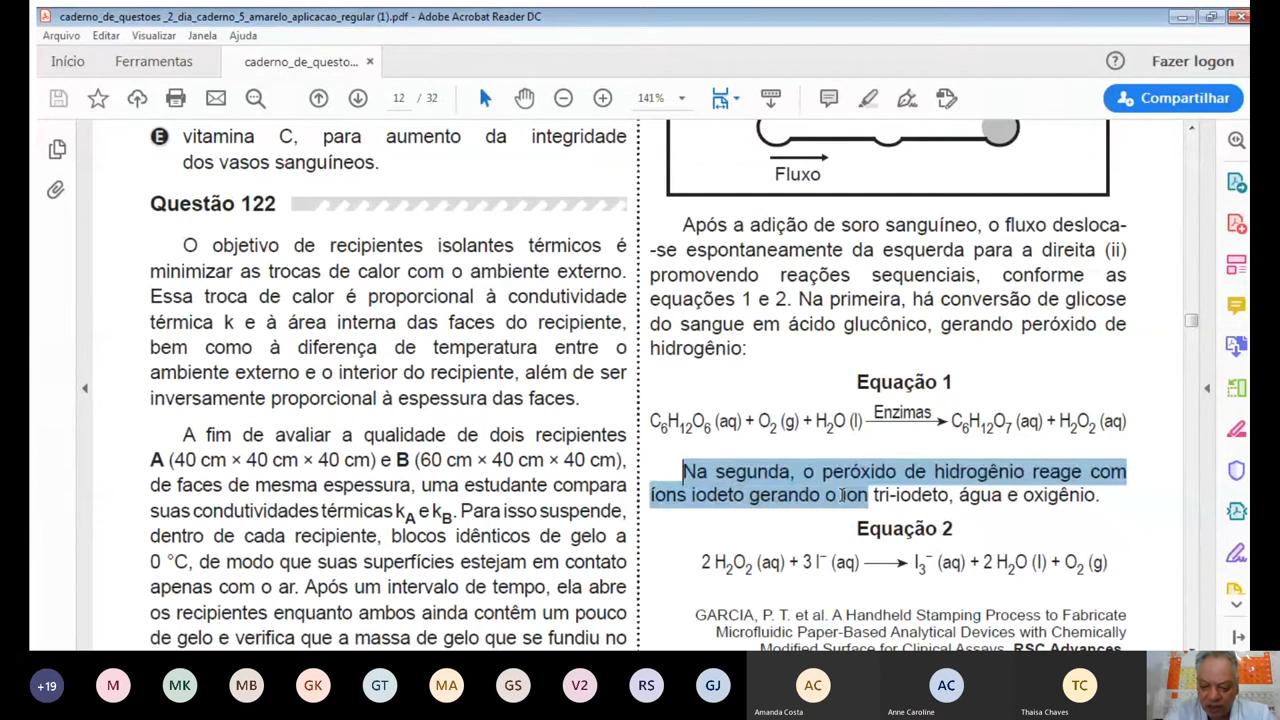 caderno_de_questoes _2_dia_caderno_5_amarelo_aplicacao_regular (1).pdf - Adobe Acrobat Reader DC
Arquivo Editar Visualizar Janela Ajuda
Início Ferramentas caderno_de_questo... × Fazer logon
12 / 32 141% Compartilhar
E vitamina C, para aumento da integridade
dos vasos sanguíneos.
Questão 122
O objetivo de recipientes isolantes térmicos é
minimizar as trocas de calor com o ambiente externo.
Essa troca de calor é proporcional à condutividade
térmica k e à área interna das faces do recipiente,
bem como à diferença de temperatura entre o
ambiente externo e o interior do recipiente, além de ser
inversamente proporcional à espessura das faces.
A fim de avaliar a qualidade de dois recipientes
A (40 cm × 40 cm × 40 cm) e B (60 cm × 40 cm × 40 cm),
de faces de mesma espessura, uma estudante compara
suas condutividades térmicas kA e kB. Para isso suspende,
dentro de cada recipiente, blocos idênticos de gelo a
0 °C, de modo que suas superfícies estejam em contato
apenas com o ar. Após um intervalo de tempo, ela abre
os recipientes enquanto ambos ainda contêm um pouco
de gelo e verifica que a massa de gelo que se fundiu no
Fluxo
Após a adição de soro sanguíneo, o fluxo desloca-
-se espontaneamente da esquerda para a direita (ii)
promovendo reações sequenciais, conforme as
equações 1 e 2. Na primeira, há conversão de glicose
do sangue em ácido glucônico, gerando peróxido de
hidrogênio:
Equação 1
C6H12O6 (aq) + O2 (g) + H2O (l) Enzimas → C6H12O7 (aq) + H2O2 (aq)
Na segunda, o peróxido de hidrogênio reage com
íons iodeto gerando o íon tri-iodeto, água e oxigênio.
Equação 2
2 H2O2 (aq) + 3 I− (aq) → I3− (aq) + 2 H2O (l) + O2 (g)
GARCIA, P. T. et al. A Handheld Stamping Process to Fabricate
Microfluidic Paper-Based Analytical Devices with Chemically
Modified Surface for Clinical Assays. RSC Advances,
+19 M MK MB GK GT MA GS V2 RS GJ AC AC TC
Amanda Costa Anne Caroline Thaisa Chaves